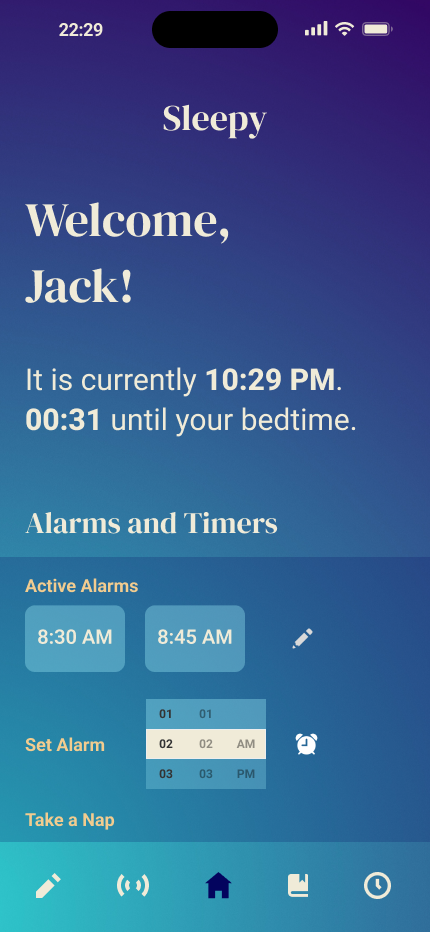 22:29
Sleepy
Welcome,
Jack!
It is currently 10:29 PM.
00:31 until your bedtime.
Alarms and Timers
Active Alarms
8:30 AM 8:45 AM
01 01
Set Alarm 02 02 AM
03 03 PM
Take a Nap